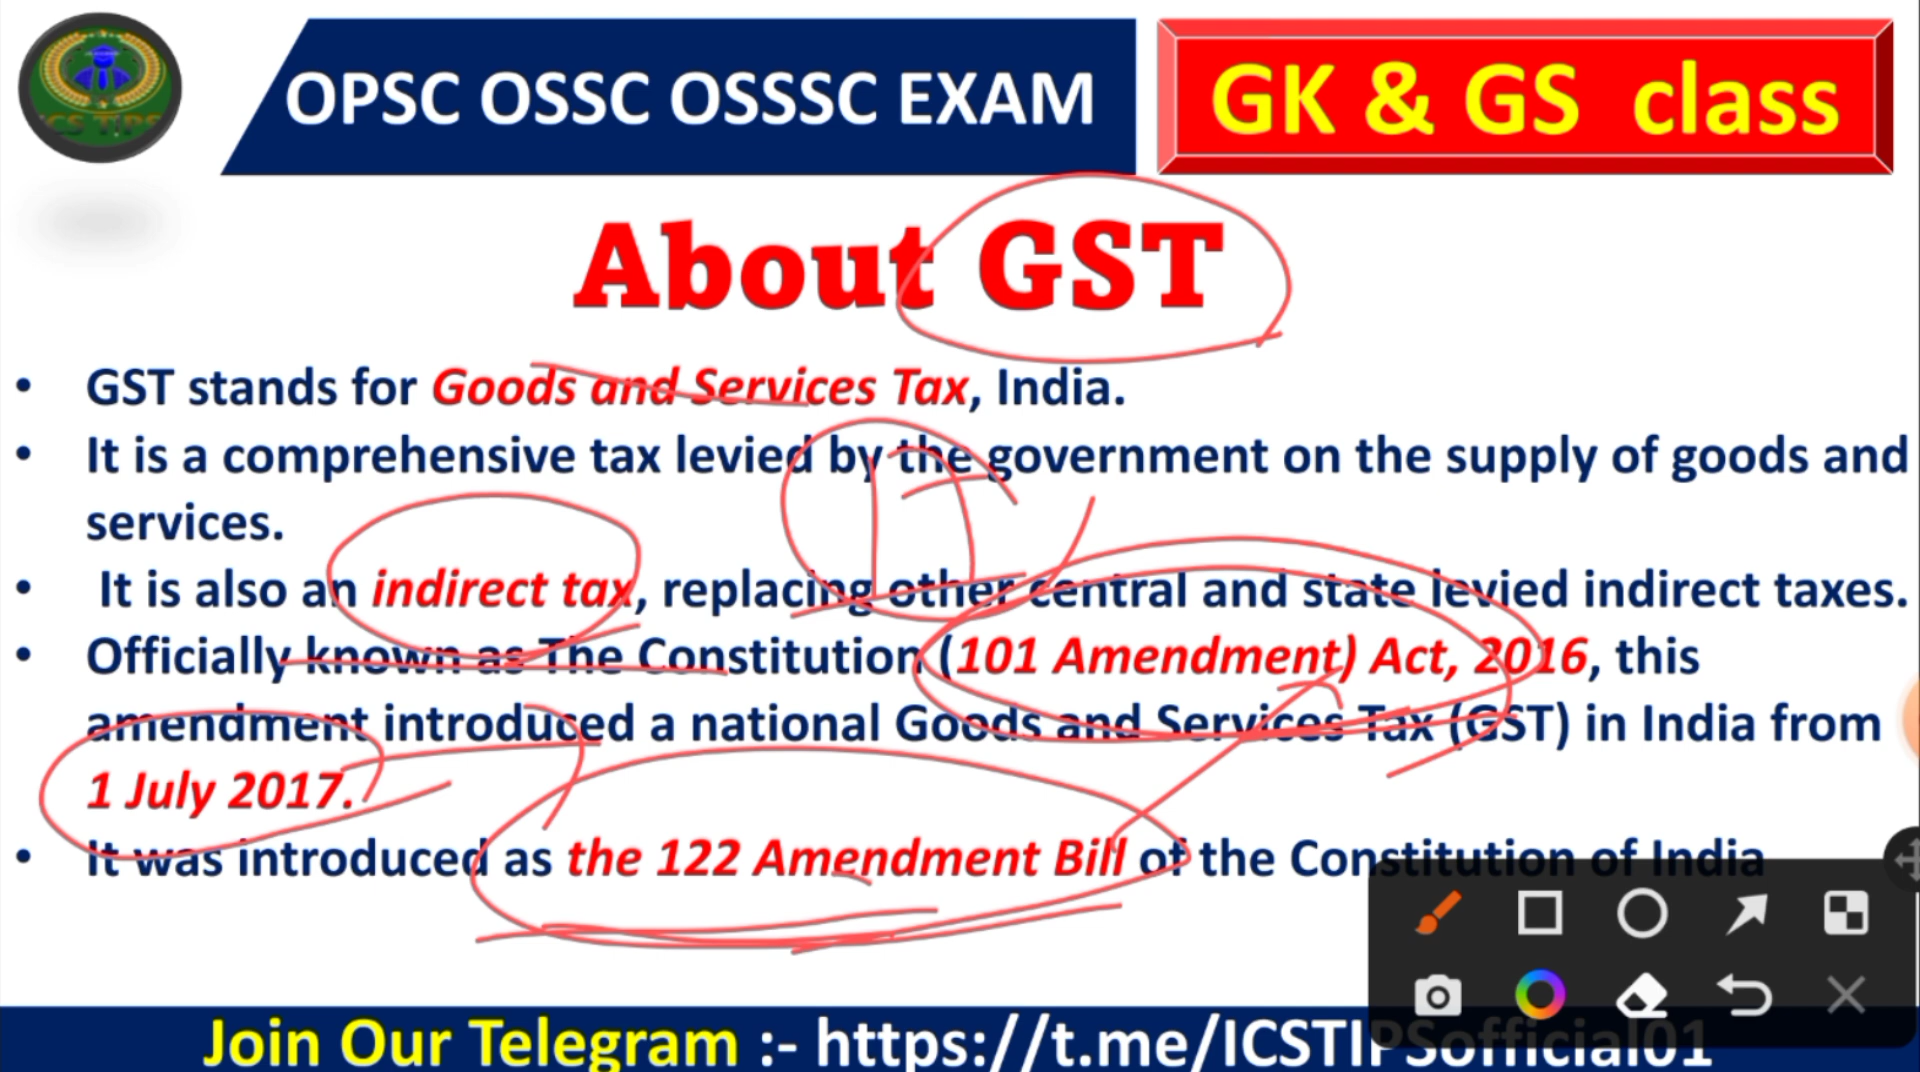 OPSC OSSC OSSSC EXAM
GK & GS class
About GST
• GST stands for Goods and Services Tax, India.
• It is a comprehensive tax levied by the government on the supply of goods and
services.
• It is also an indirect tax, replacing other central and state levied indirect taxes.
• Officially known as The Constitution (101 Amendment) Act, 2016, this
amendment introduced a national Goods and Services Tax (GST) in India from
1 July 2017.
• It was introduced as the 122 Amendment Bill of the Constitution of India
Join Our Telegram :- https://t.me/ICSTIPSofficial01